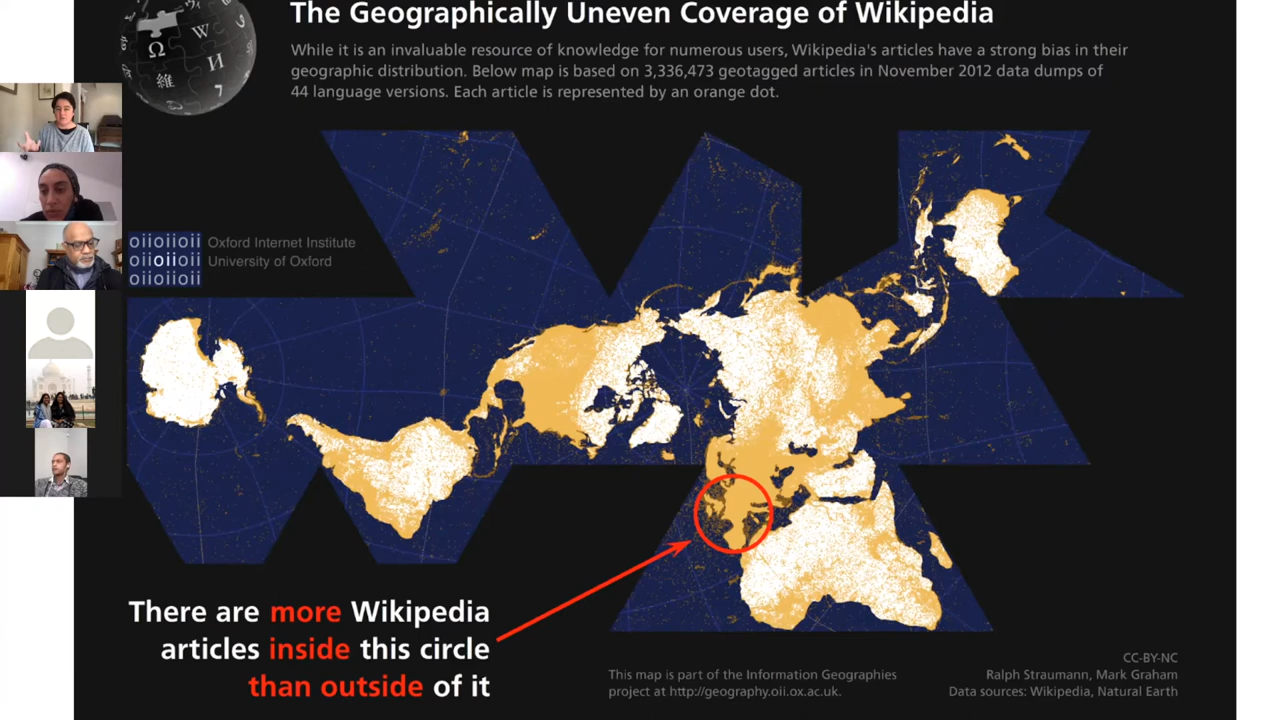 The Geographically Uneven Coverage of Wikipedia
While it is an invaluable resource of knowledge for numerous users, Wikipedia's articles have a strong bias in their
geographic distribution. Below map is based on 3,336,473 geotagged articles in November 2012 data dumps of
44 language versions. Each article is represented by an orange dot.
Ω
W
И
維
oiioiioii
oiioiioii
oiioiioii
Oxford Internet Institute
University of Oxford
There are more Wikipedia
articles inside this circle
than outside of it
This map is part of the Information Geographies
project at http://geography.oii.ox.ac.uk.
CC-BY-NC
Ralph Straumann, Mark Graham
Data sources: Wikipedia, Natural Earth